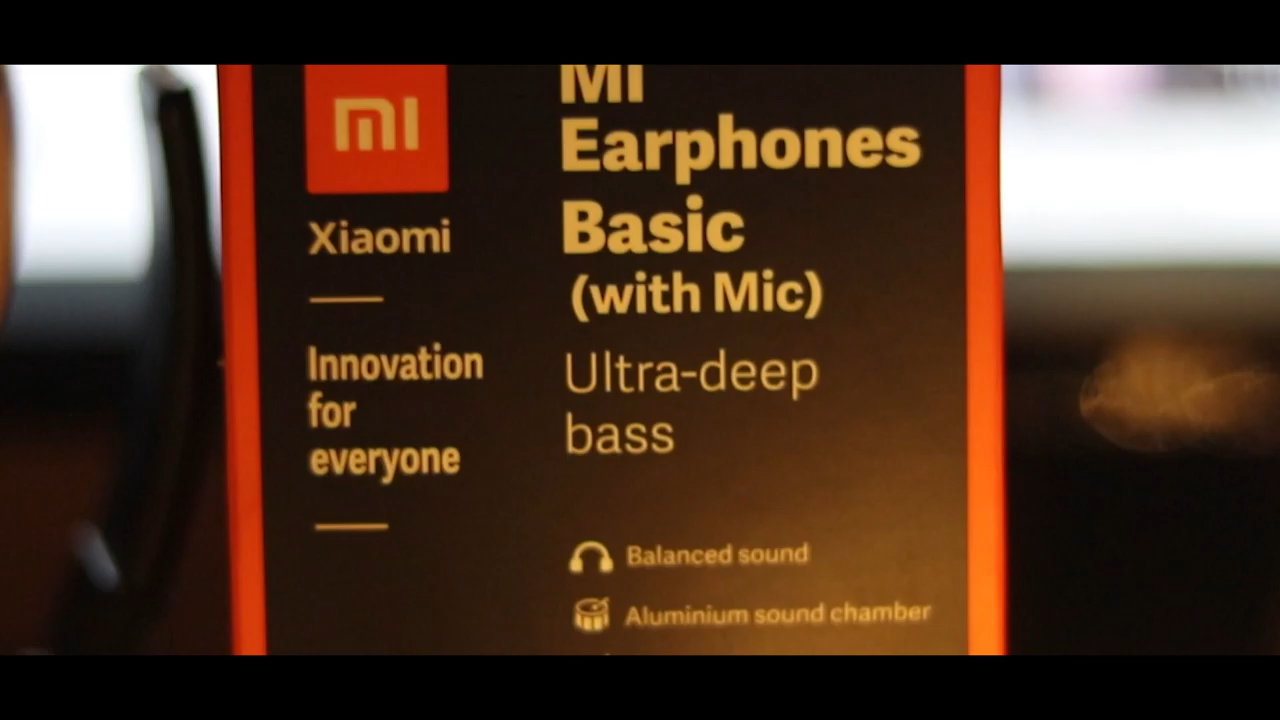 mi
Xiaomi
Innovation
for
everyone
MI
Earphones
Basic
(with Mic)
Ultra-deep
bass
Balanced sound
Aluminium sound chamber